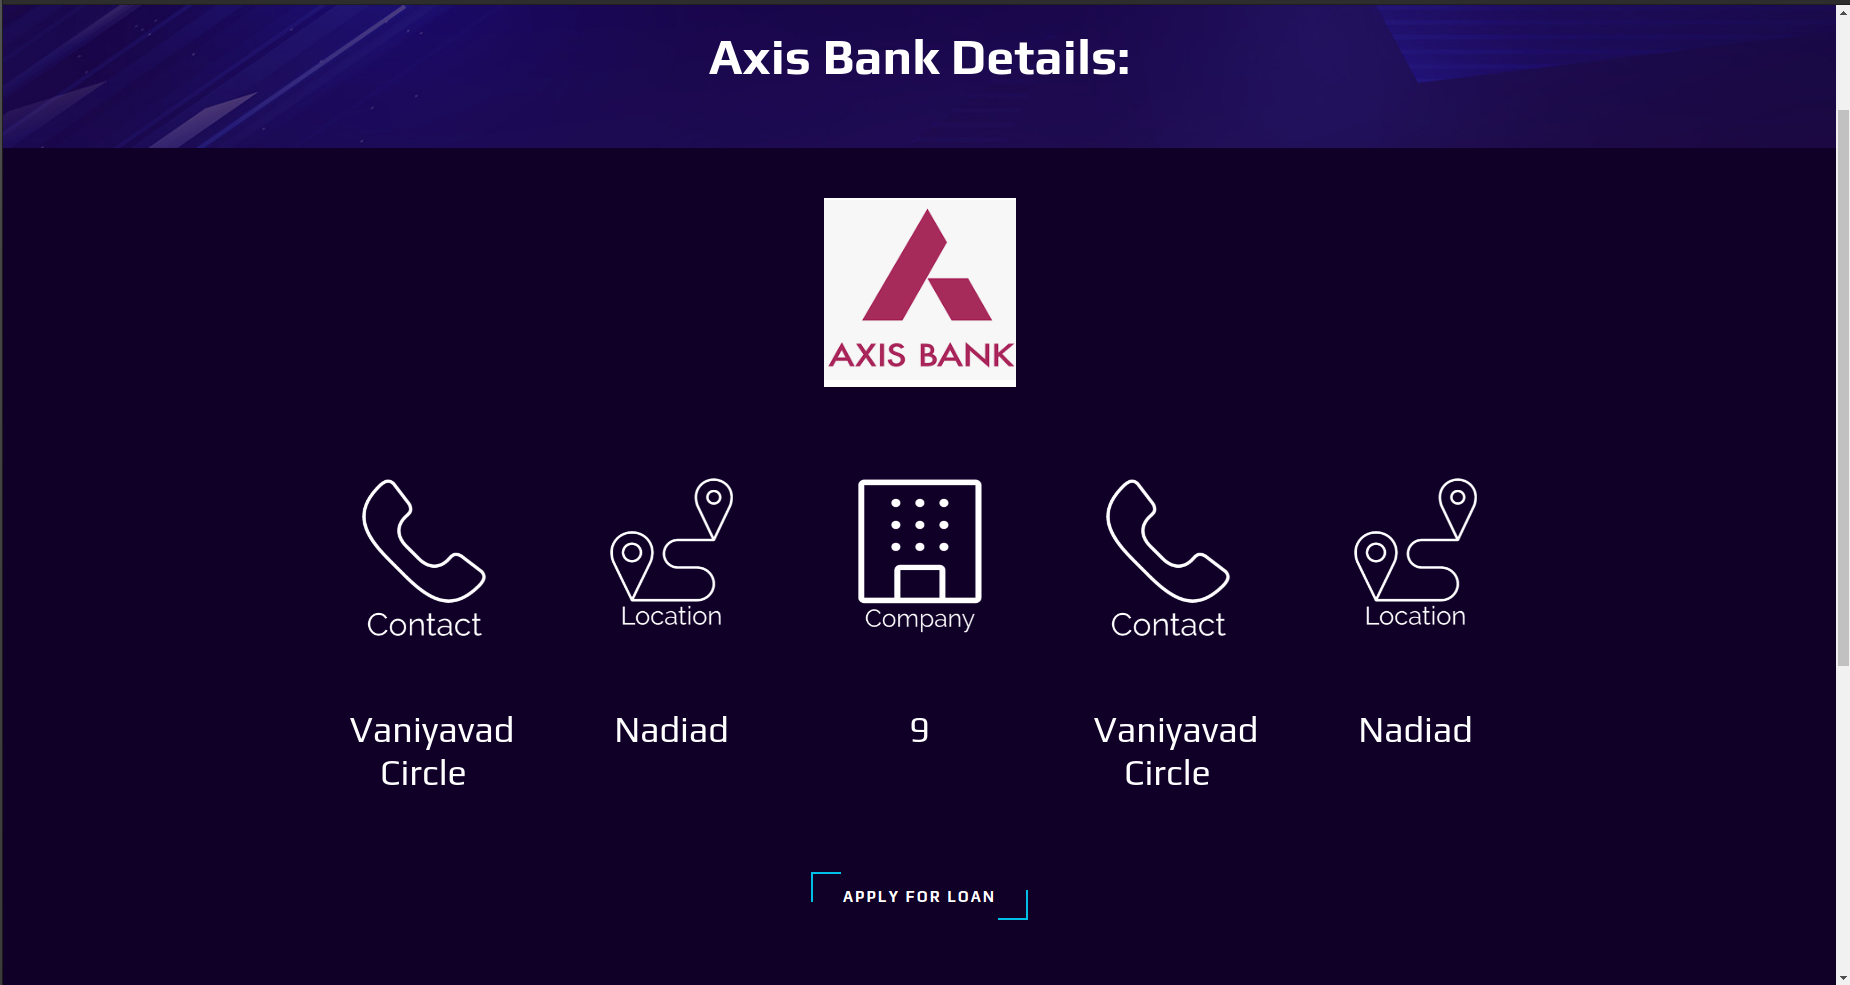 Axis Bank Details:
AXIS BANK
Contact
Location
Company
Contact
Location
Vaniyavad
Circle
Nadiad
9
Vaniyavad
Circle
Nadiad
APPLY FOR LOAN